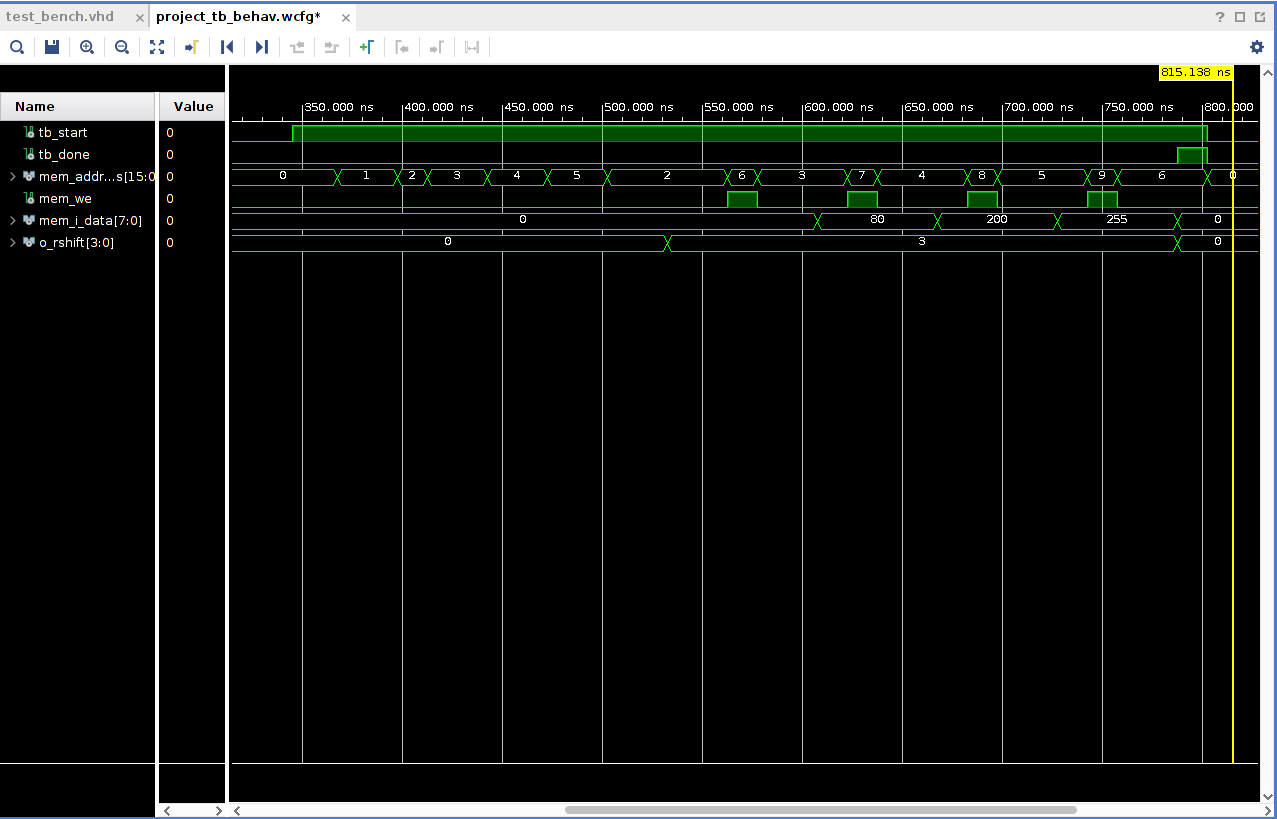 test_bench.vhd × project_tb_behav.wcfg* ×
?
815.138 ns
Name Value
350.000 ns 400.000 ns 450.000 ns 500.000 ns 550.000 ns 600.000 ns 650.000 ns 700.000 ns 750.000 ns 800.000
tb_start 0
tb_done 0
mem_addr...s[15:0 0 0 1 2 3 4 5 2 6 3 7 4 8 5 9 6 0
mem_we 0
mem_i_data[7:0] 0 0 80 200 255 0
o_rshift[3:0] 0 0 3 0